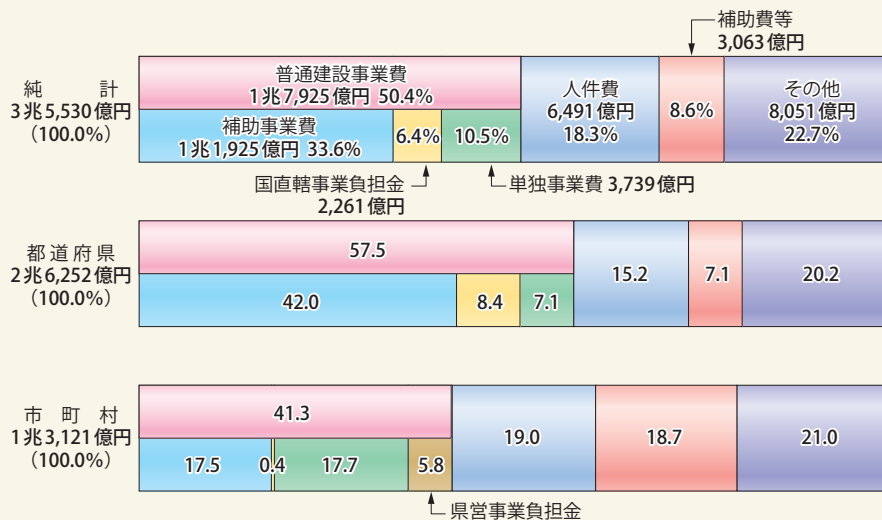 補助費等
3,063億円
純計
3兆5,530億円
(100.0%)
普通建設事業費
1兆7,925億円 50.4%
補助事業費
1兆1,925億円 33.6%
6.4%
10.5%
人件費
6,491億円
18.3%
8.6%
その他
8,051億円
22.7%
国直轄事業負担金
2,261億円
単独事業費 3,739億円
都道府県
2兆6,252億円
(100.0%)
57.5
42.0
8.4
7.1
15.2
7.1
20.2
市町村
1兆3,121億円
(100.0%)
41.3
17.5
0.4
17.7
5.8
19.0
18.7
21.0
県営事業負担金